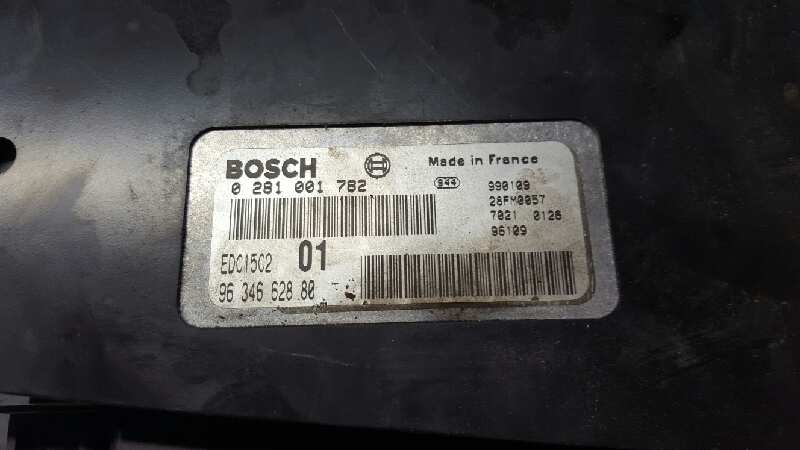 BOSCH
Made in France
0 281 001 782
944
990109
28FM0057
7021 0126
96109
EDC15C2 01
96 346 628 80